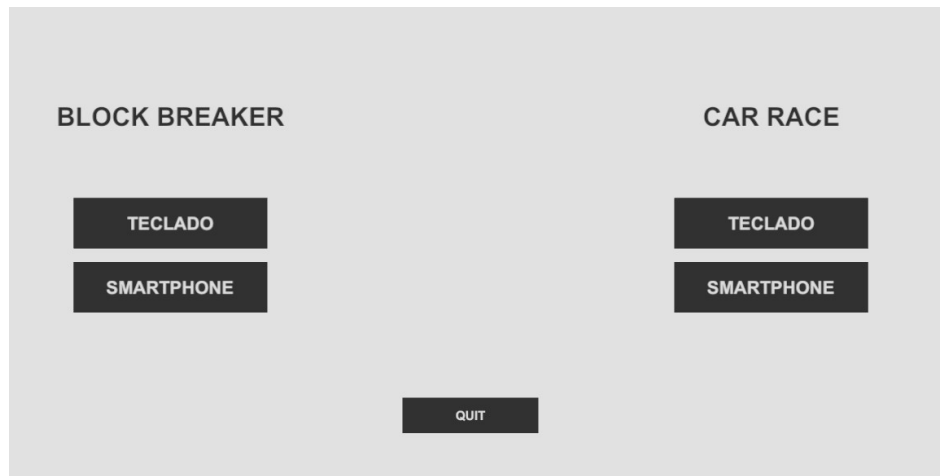 BLOCK BREAKER
TECLADO
SMARTPHONE
CAR RACE
TECLADO
SMARTPHONE
QUIT